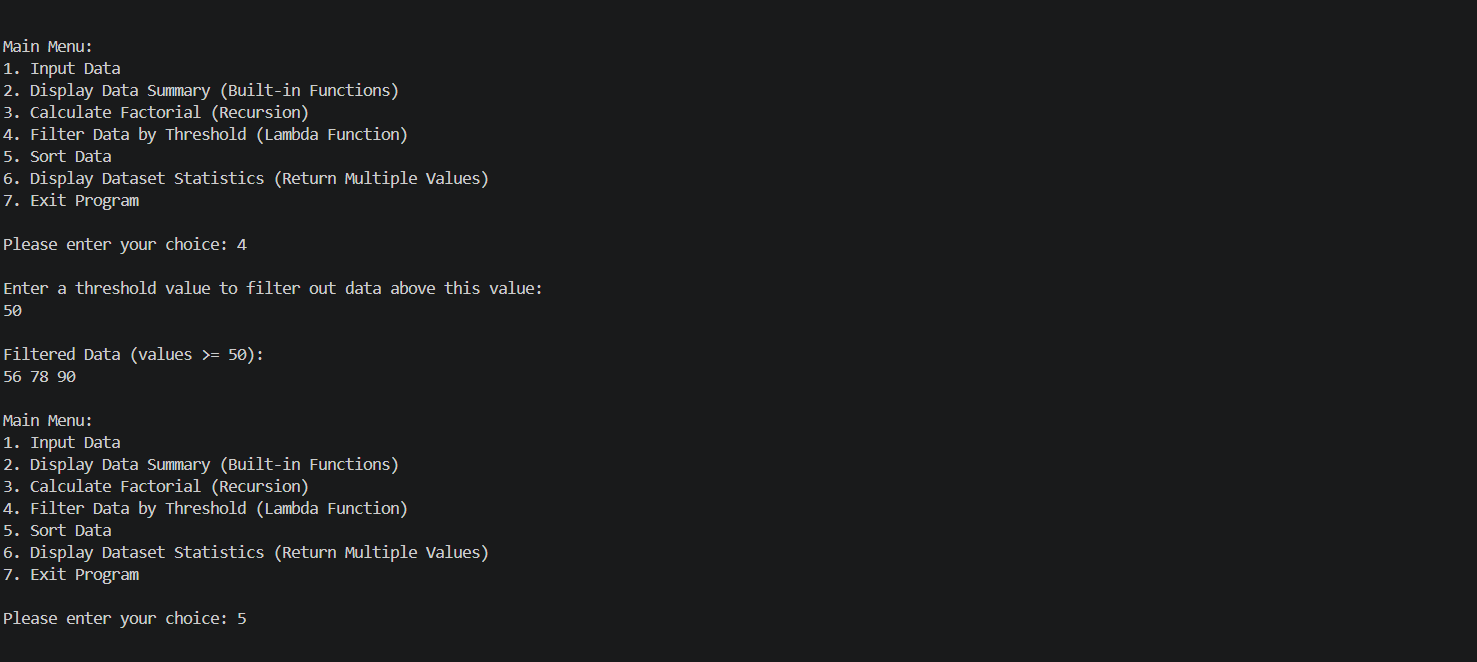 Main Menu:
1. Input Data
2. Display Data Summary (Built-in Functions)
3. Calculate Factorial (Recursion)
4. Filter Data by Threshold (Lambda Function)
5. Sort Data
6. Display Dataset Statistics (Return Multiple Values)
7. Exit Program
Please enter your choice: 4
Enter a threshold value to filter out data above this value:
50
Filtered Data (values >= 50):
56 78 90
Main Menu:
1. Input Data
2. Display Data Summary (Built-in Functions)
3. Calculate Factorial (Recursion)
4. Filter Data by Threshold (Lambda Function)
5. Sort Data
6. Display Dataset Statistics (Return Multiple Values)
7. Exit Program
Please enter your choice: 5